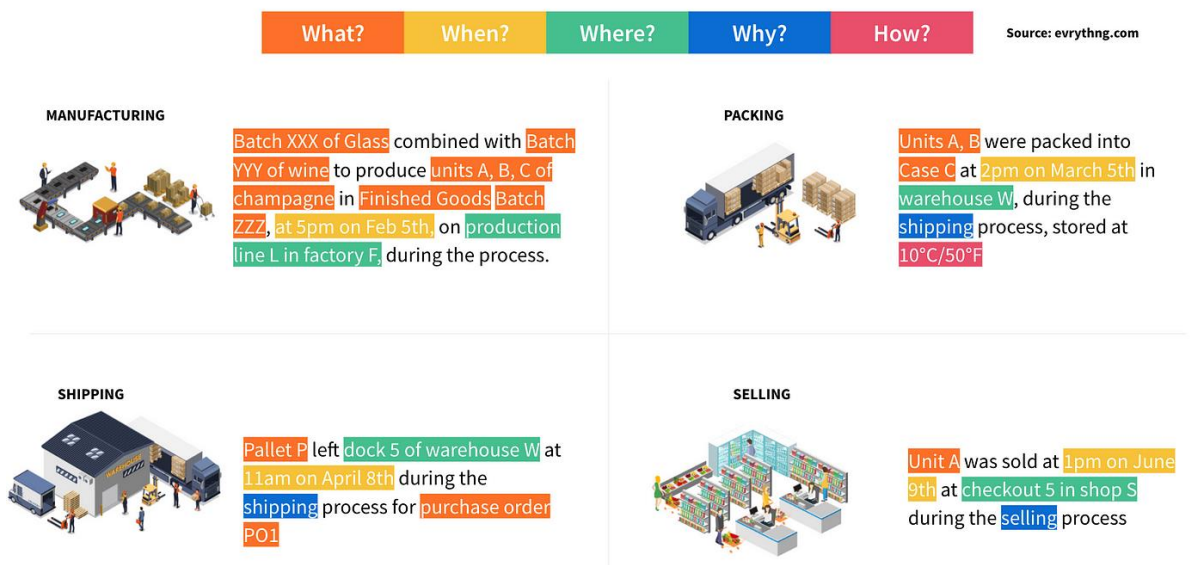 What? When? Where? Why? How?
Source: evrythng.com
MANUFACTURING
Batch XXX of Glass combined with Batch
YYY of wine to produce units A, B, C of
champagne in Finished Goods Batch
ZZZ, at 5pm on Feb 5th, on production
line L in factory F, during the process.
PACKING
Units A, B were packed into
Case C at 2pm on March 5th in
warehouse W, during the
shipping process, stored at
10°C/50°F
SHIPPING
WAREHOUSE
Pallet P left dock 5 of warehouse W at
11am on April 8th during the
shipping process for purchase order
PO1
SELLING
Unit A was sold at 1pm on June
9th at checkout 5 in shop S
during the selling process